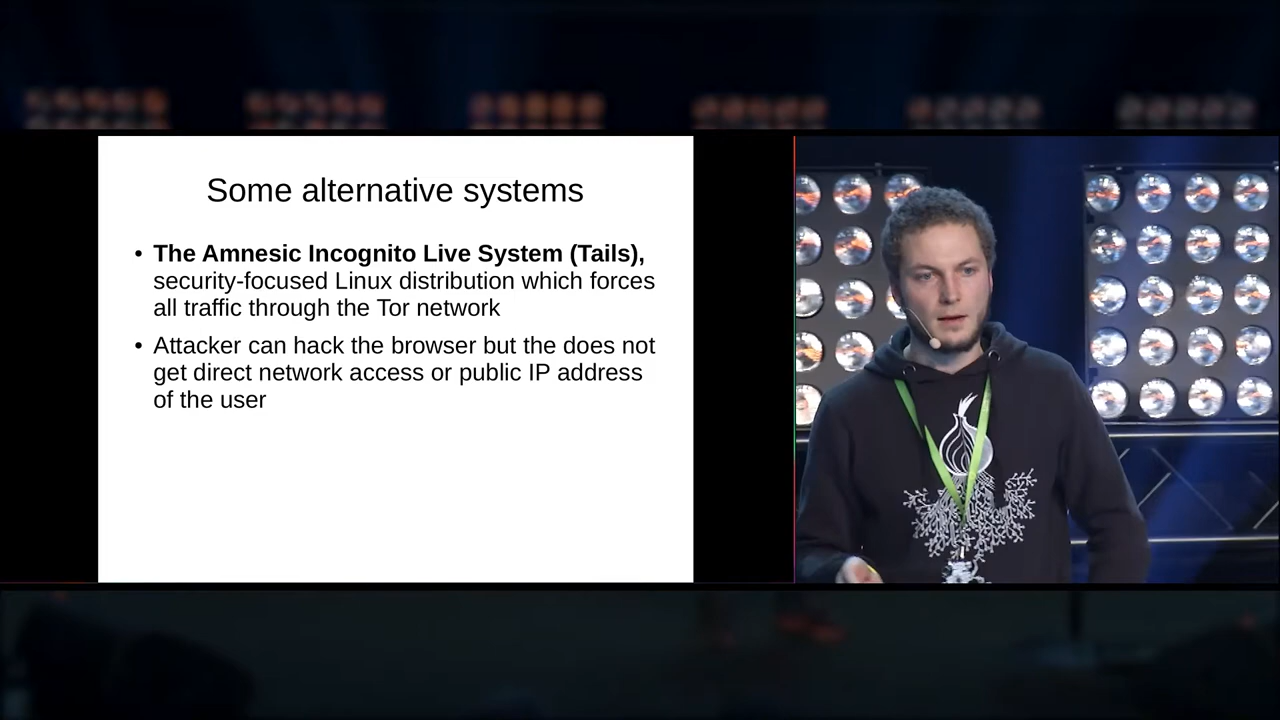 Some alternative systems
• The Amnesic Incognito Live System (Tails),
security-focused Linux distribution which forces
all traffic through the Tor network
• Attacker can hack the browser but the does not
get direct network access or public IP address
of the user